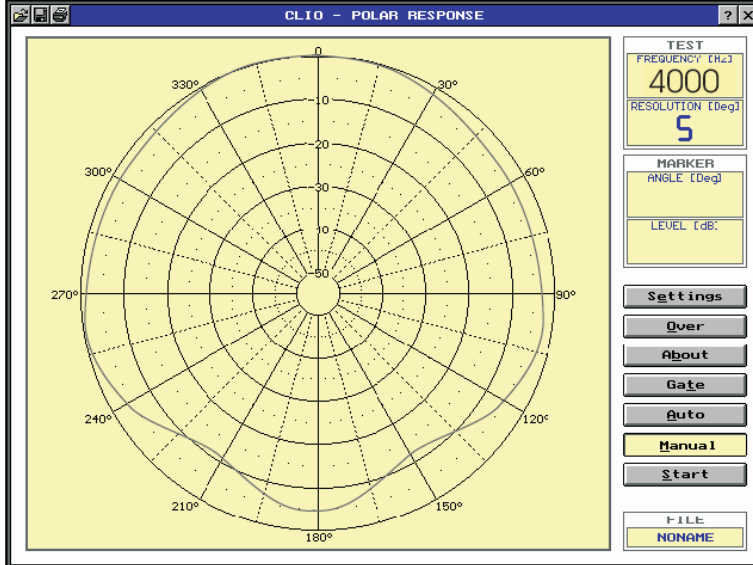 CLIO - POLAR RESPONSE
?
X
0
30°
60°
90°
120°
150°
180°
210°
240°
270°
300°
330°
-10
-20
-30
-50
TEST
FREQUENCY [Hz]
4000
RESOLUTION [Deg]
5
MARKER
ANGLE [Deg]
LEVEL [dB]
Settings
Over
About
Gate
Auto
Manual
Start
FILE
NONAME